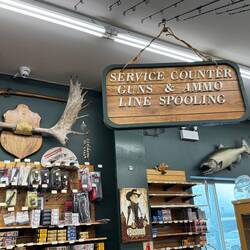 SERVICE COUNTER
GUNS & AMMO
LINE SPOOLING